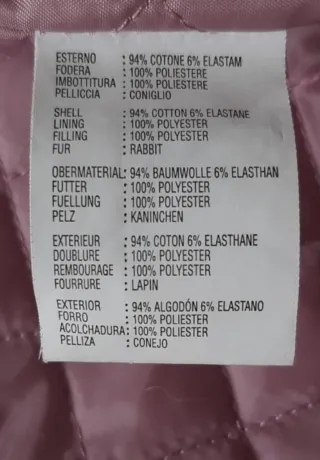 ESTERNO : 94% COTONE 6% ELASTAM
FODERA : 100% POLIESTERE
IMBOTTITURA : 100% POLIESTERE
PELLICCIA : CONIGLIO
SHELL : 94% COTTON 6% ELASTANE
LINING : 100% POLYESTER
FILLING : 100% POLYESTER
FUR : RABBIT
OBERMATERIAL: 94% BAUMWOLLE 6% ELASTHAN
FUTTER : 100% POLYESTER
FUELLUNG : 100% POLYESTER
PELZ : KANINCHEN
EXTERIEUR : 94% COTON 6% ELASTHANE
DOUBLURE : 100% POLYESTER
REMBOURAGE : 100% POLYESTER
FOURRURE : LAPIN
EXTERIOR : 94% ALGODÓN 6% ELASTANO
FORRO : 100% POLIESTER
ACOLCHADURA: 100% POLIESTER
PELLIZA : CONEJO